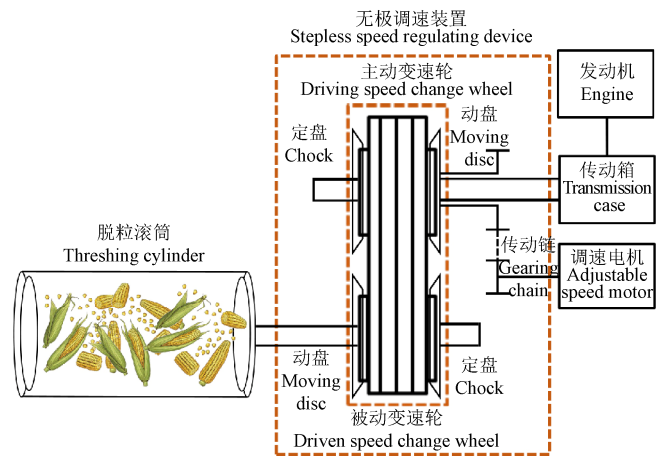 无极调速装置
Stepless speed regulating device
主动变速轮
Driving speed change wheel
发动机
Engine
定盘
Chock
动盘
Moving
disc
传动箱
Transmission
case
脱粒滚筒
Threshing cylinder
传动链
Gearing
chain
调速电机
Adjustable
speed motor
动盘
Moving
disc
定盘
Chock
被动变速轮
Driven speed change wheel